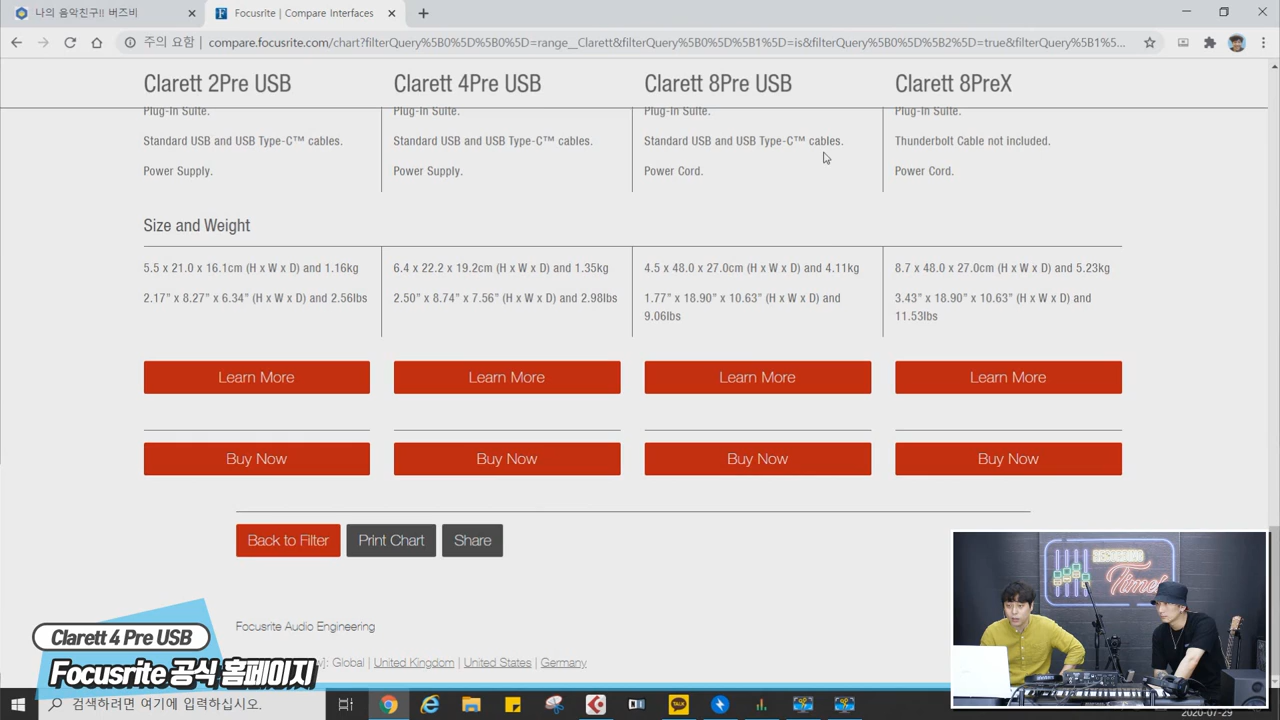 나의 음악친구!! 버즈비
Focusrite | Compare Interfaces
주의 요함
compare.focusrite.com/chart?filterQuery%5B0%5D%5B0%5D=range__Clarett&filterQuery%5B0%5D%5B1%5D=is&filterQuery%5B0%5D%5B2%5D=true&filterQuery%5B1%5...
Clarett 2Pre USB
Clarett 4Pre USB
Clarett 8Pre USB
Clarett 8PreX
Plug-In Suite.
Plug-In Suite.
Plug-In Suite.
Plug-In Suite.
Standard USB and USB Type-C™ cables.
Standard USB and USB Type-C™ cables.
Standard USB and USB Type-C™ cables.
Thunderbolt Cable not included.
Power Supply.
Power Supply.
Power Cord.
Power Cord.
Size and Weight
5.5 x 21.0 x 16.1cm (H x W x D) and 1.16kg
6.4 x 22.2 x 19.2cm (H x W x D) and 1.35kg
4.5 x 48.0 x 27.0cm (H x W x D) and 4.11kg
8.7 x 48.0 x 27.0cm (H x W x D) and 5.23kg
2.17” x 8.27” x 6.34” (H x W x D) and 2.56lbs
2.50” x 8.74” x 7.56” (H x W x D) and 2.98lbs
1.77” x 18.90” x 10.63” (H x W x D) and
9.06lbs
3.43” x 18.90” x 10.63” (H x W x D) and
11.53lbs
Learn More
Learn More
Learn More
Learn More
Buy Now
Buy Now
Buy Now
Buy Now
Back to Filter
Print Chart
Share
Focusrite Audio Engineering
Global | United Kingdom | United States | Germany
Clarett 4 Pre USB
Focusrite 공식 홈페이지
RECORDING
Time!
검색하려면 여기에 입력하십시오.
2020-07-29